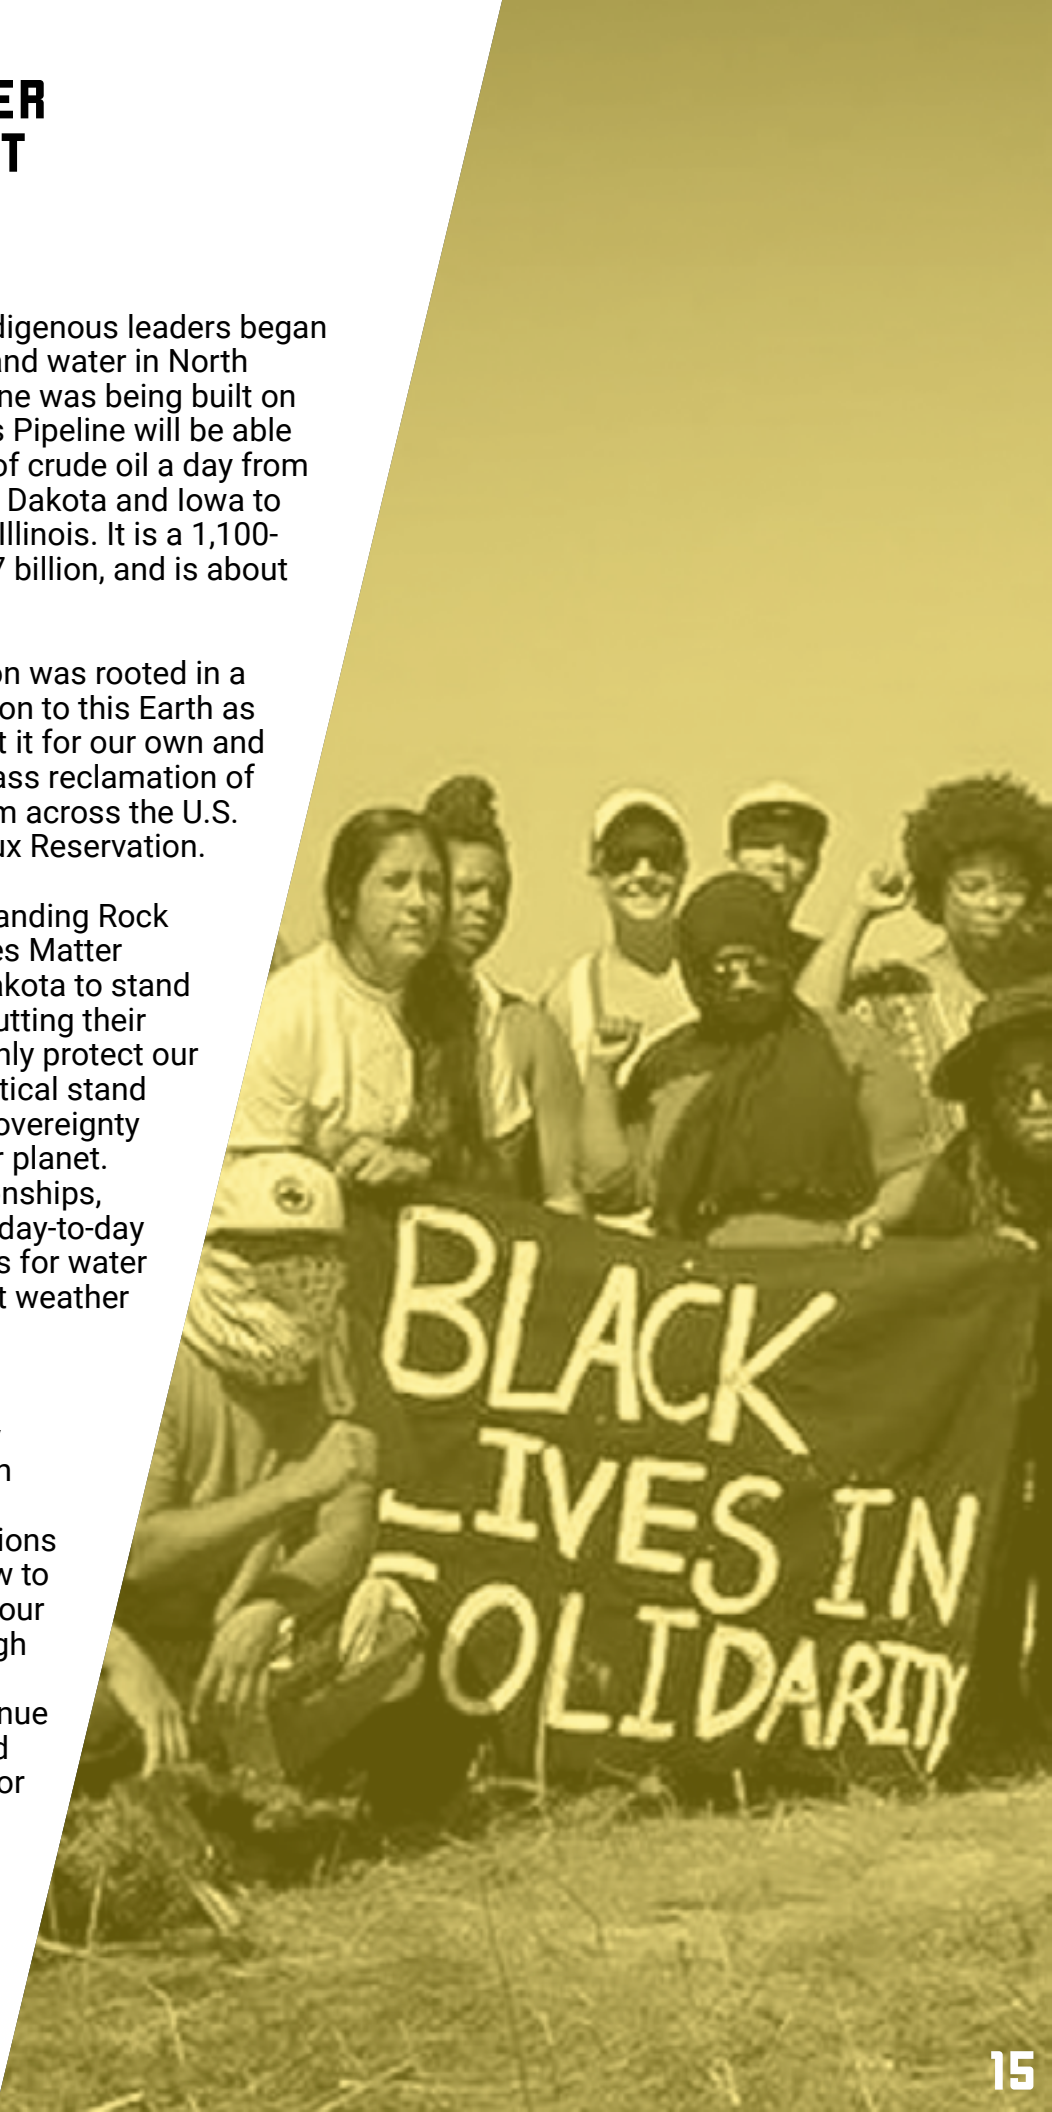 ER
T
digenous leaders began
and water in North
ne was being built on
s Pipeline will be able
of crude oil a day from
Dakota and Iowa to
Illinois. It is a 1,100-
7 billion, and is about
on was rooted in a
on to this Earth as
t it for our own and
ass reclamation of
m across the U.S.
ux Reservation.
anding Rock
es Matter
akota to stand
utting their
nly protect our
tical stand
overeignty
r planet.
nships,
day-to-day
s for water
t weather
n
ions
w to
our
gh
nue
d
or
BLACK
LIVES IN
SOLIDARITY
15